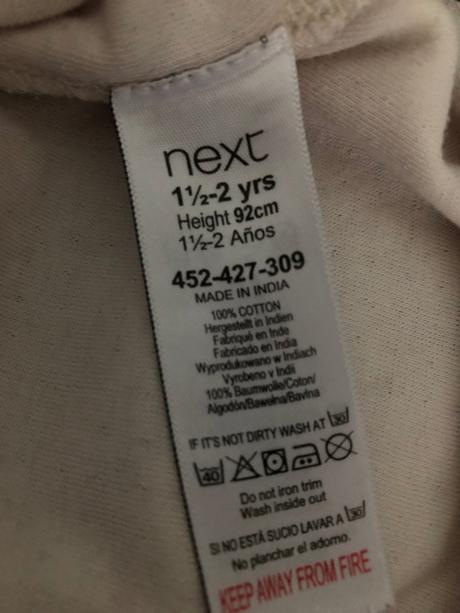 next
1½-2 yrs
Height 92cm
1½-2 Años
452-427-309
MADE IN INDIA
100% COTTON
Hergestellt in Indien
Fabriqué en Inde
Fabricado en India
Wyprodukowano w Indiach
Vyrobeno v Indii
100% Baumwolle/Coton/
Algodón/Bawełna/Bavlna
IF IT'S NOT DIRTY WASH AT 30
40
Do not iron trim
Wash inside out
SI NO ESTÀ SUCIO LAVAR A 30
No planchar el adorno.
KEEP AWAY FROM FIRE